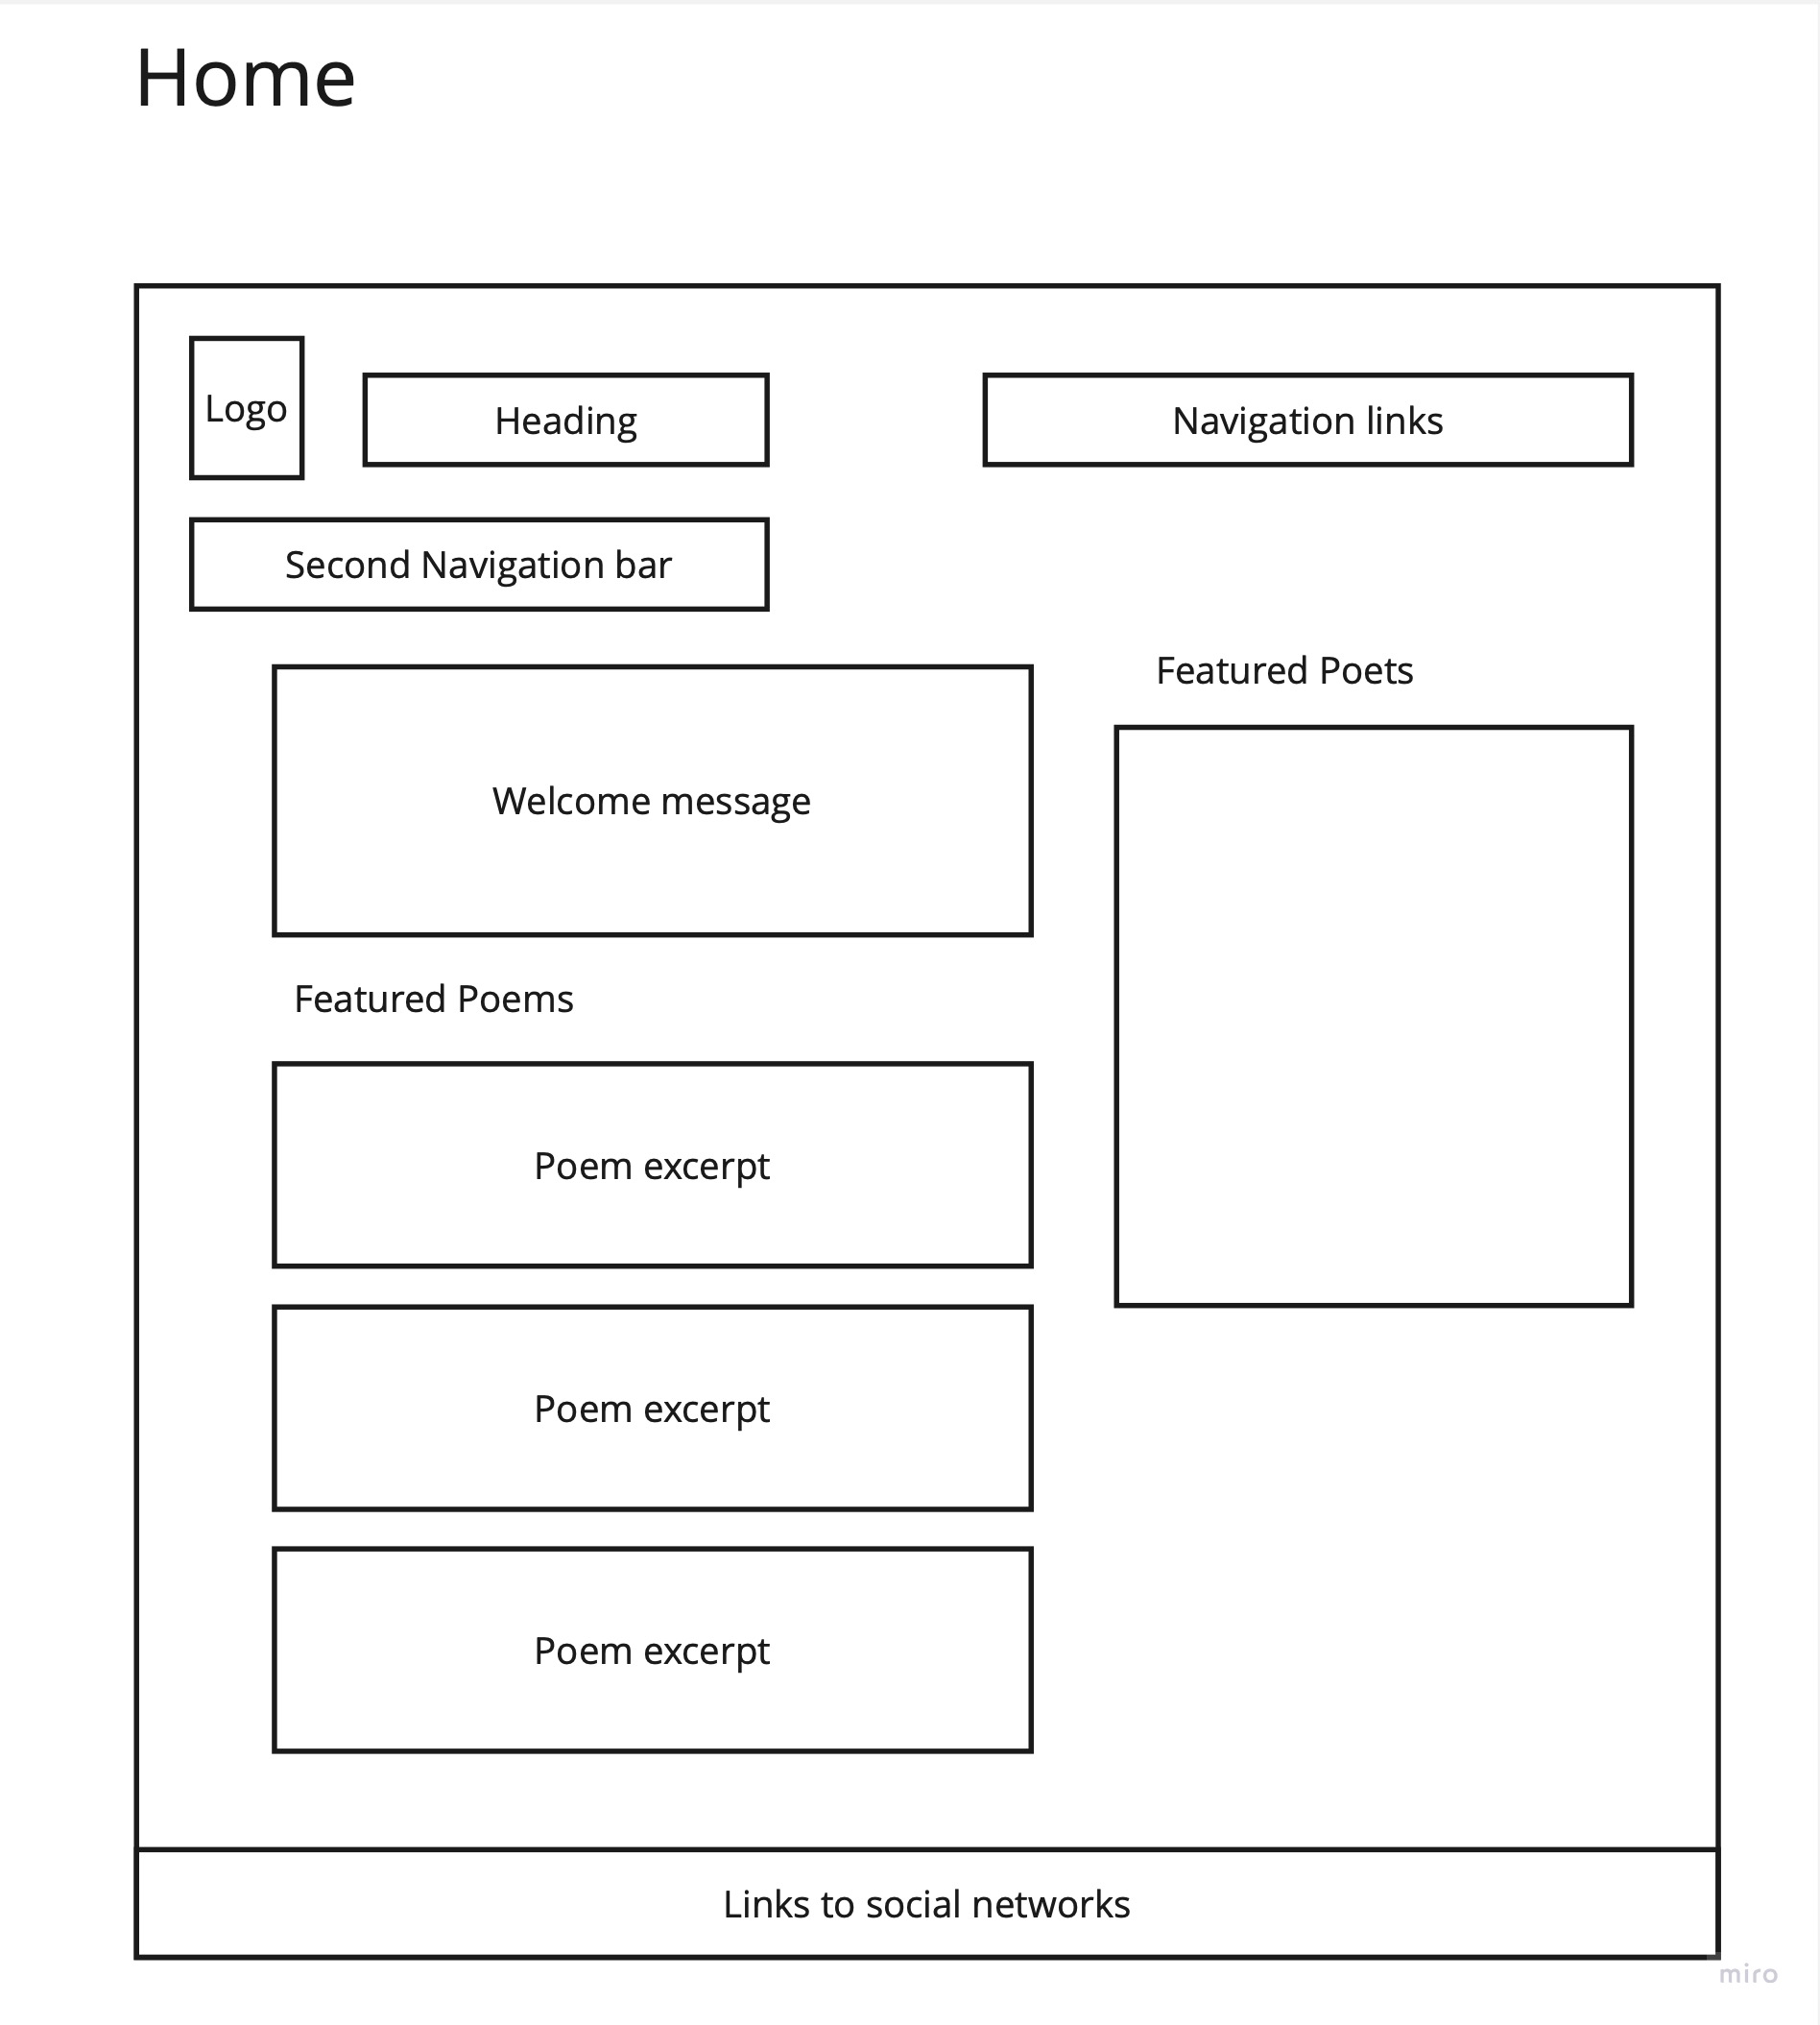 Home
Logo
Heading
Navigation links
Second Navigation bar
Welcome message
Featured Poems
Poem excerpt
Poem excerpt
Poem excerpt
Featured Poets
Links to social networks
miro